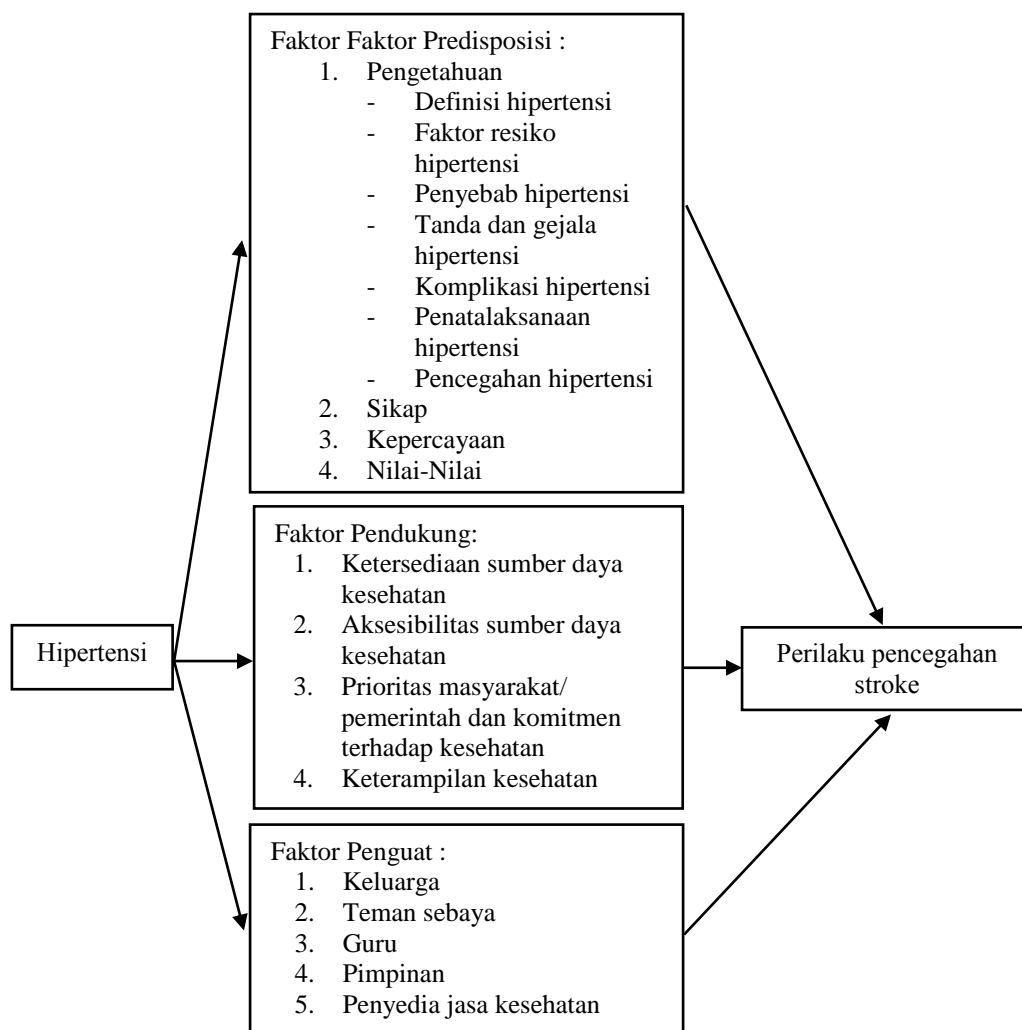 Faktor Faktor Predisposisi :
1. Pengetahuan
- Definisi hipertensi
- Faktor resiko
hipertensi
- Penyebab hipertensi
- Tanda dan gejala
hipertensi
- Komplikasi hipertensi
- Penatalaksanaan
hipertensi
- Pencegahan hipertensi
2. Sikap
3. Kepercayaan
4. Nilai-Nilai
Hipertensi
Faktor Pendukung:
1. Ketersediaan sumber daya
kesehatan
2. Aksesibilitas sumber daya
kesehatan
3. Prioritas masyarakat/
pemerintah dan komitmen
terhadap kesehatan
4. Keterampilan kesehatan
Perilaku pencegahan
stroke
Faktor Penguat :
1. Keluarga
2. Teman sebaya
3. Guru
4. Pimpinan
5. Penyedia jasa kesehatan